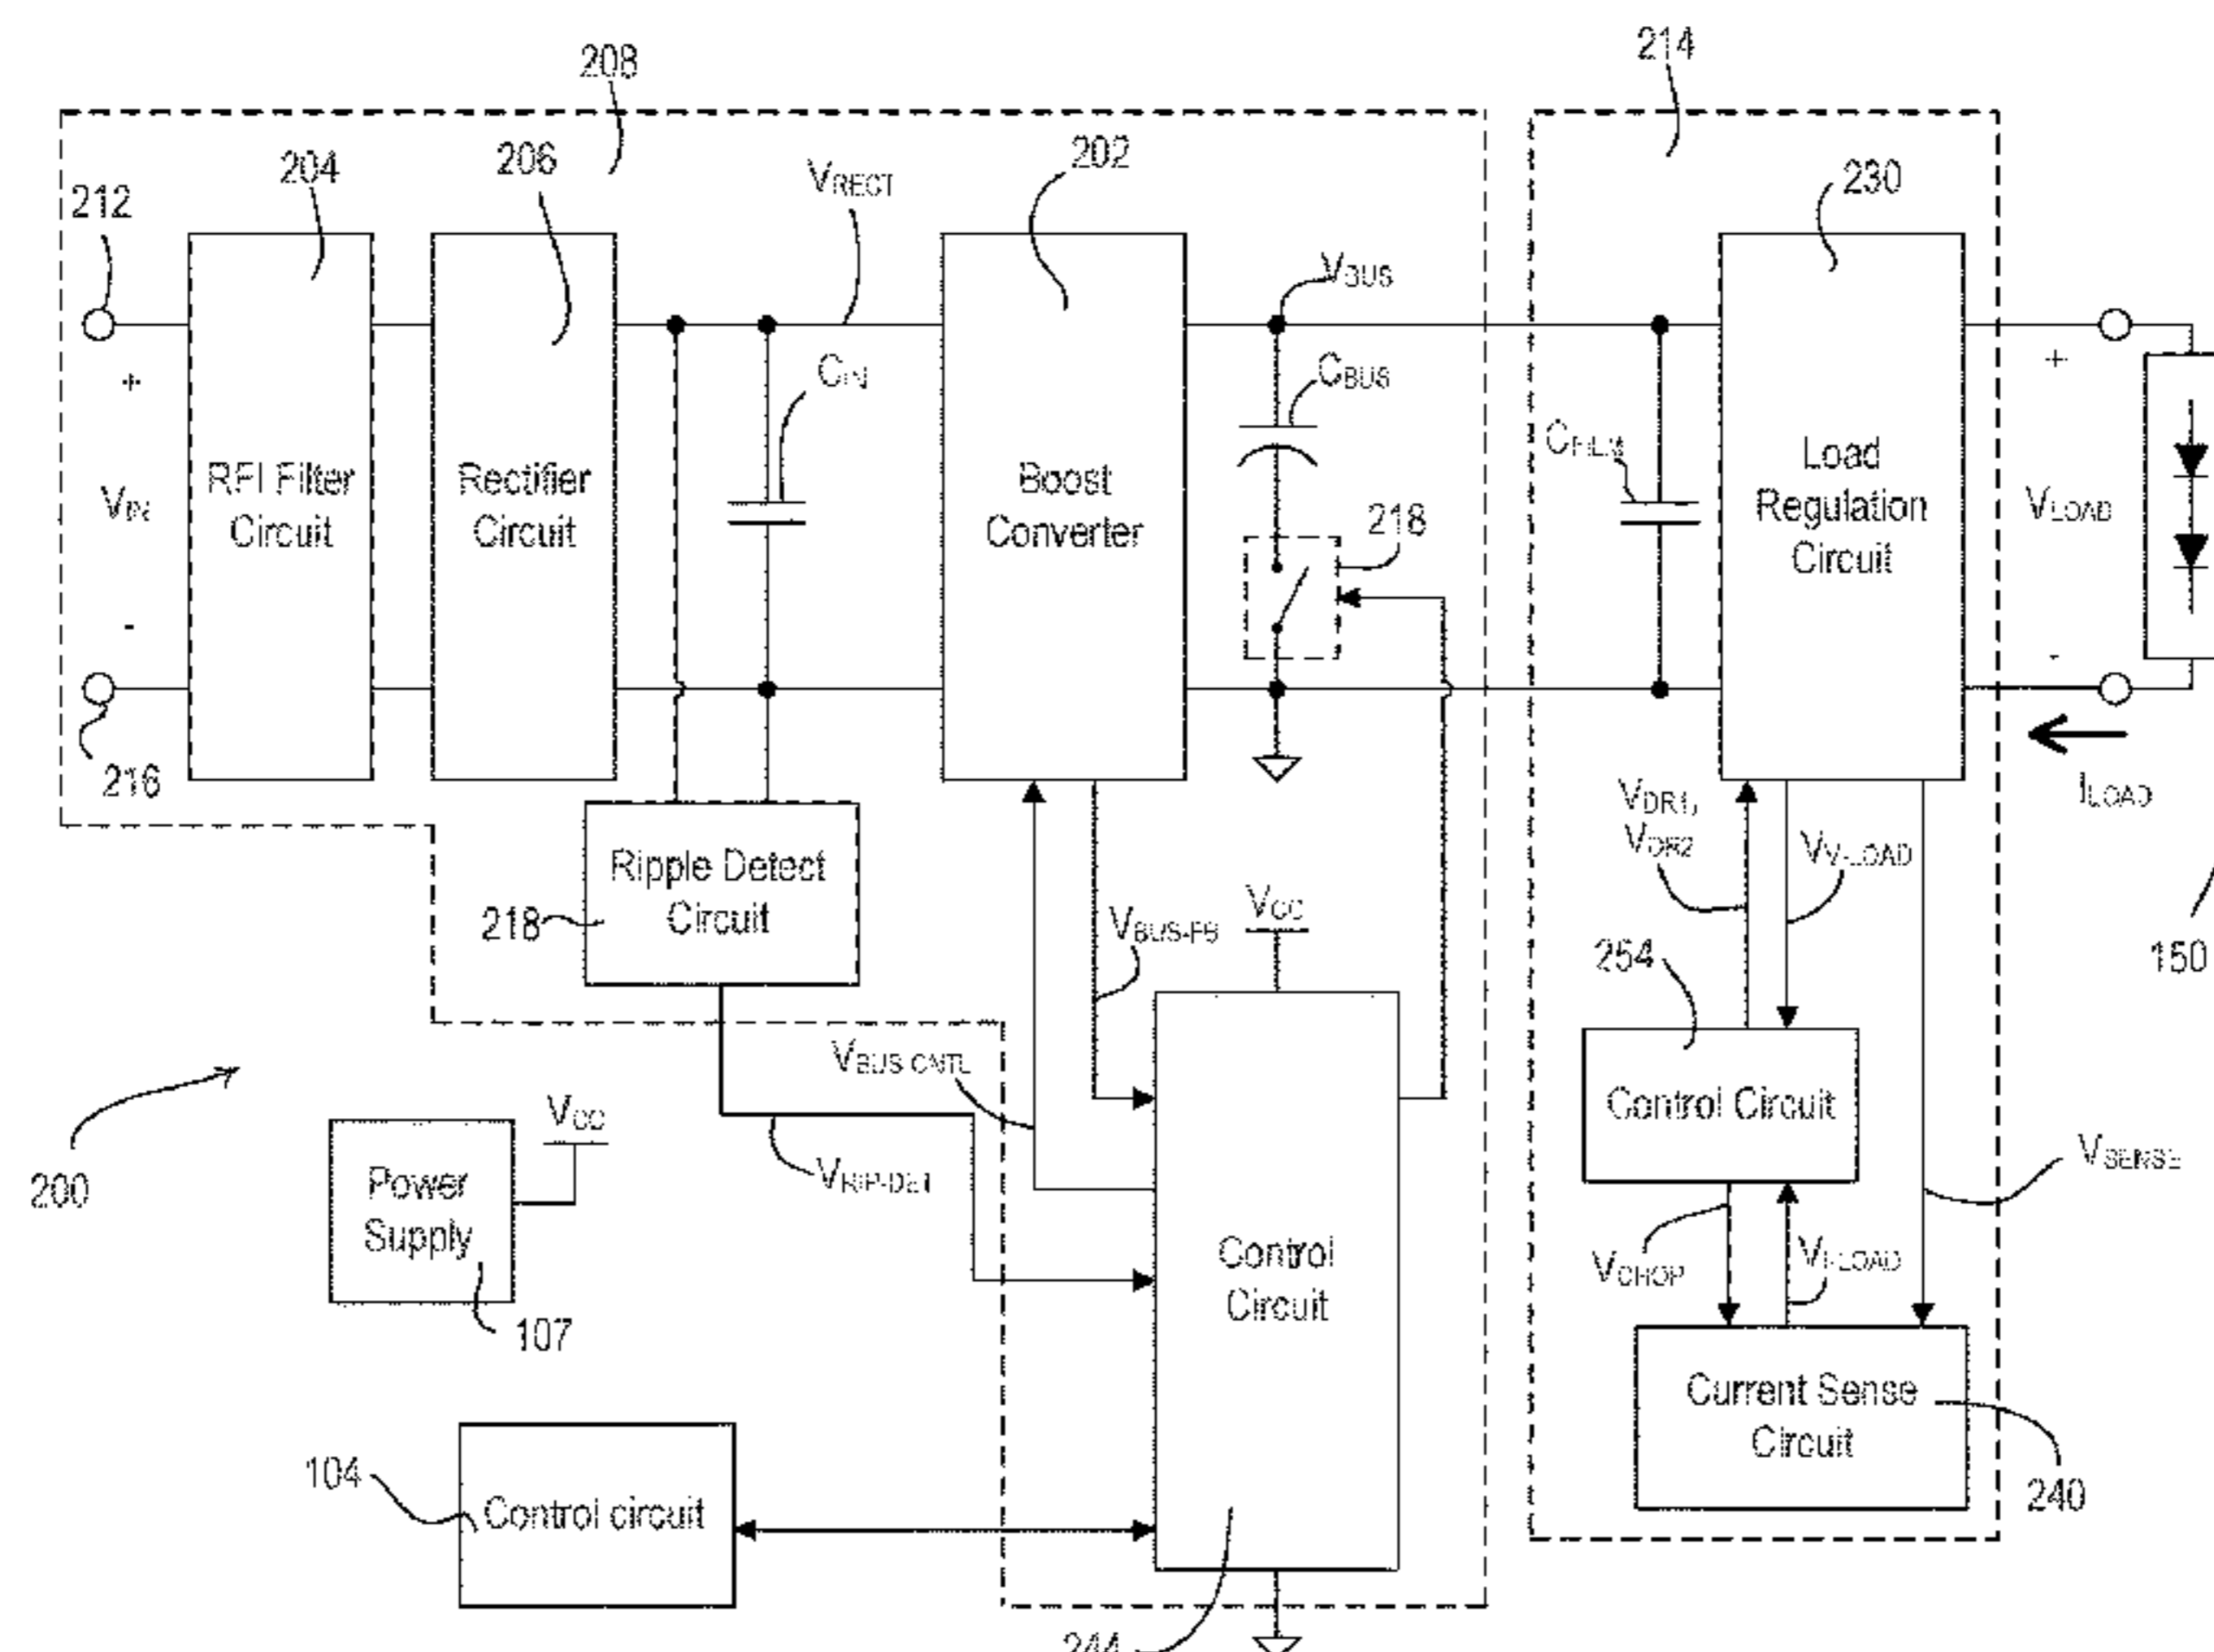 208
214
204
206
VRECT
202
230
212
VBUS
+
CIN
CBUS
CFILM
+
RFI Filter
Circuit
Rectifier
Circuit
Boost
Converter
Load
Regulation
Circuit
VIN
218
VLOAD
-
-
216
ILOAD
VDR1,
VDR2
VV-LOAD
Ripple Detect
Circuit
218
VBUS-FB
VCC
254
150
VBUS-CNTL
Control Circuit
VCC
200
Power
Supply
VRIP-DET
VSENSE
Control
Circuit
VCHOP
VI-LOAD
107
Current Sense
Circuit
104
Control circuit
240
244